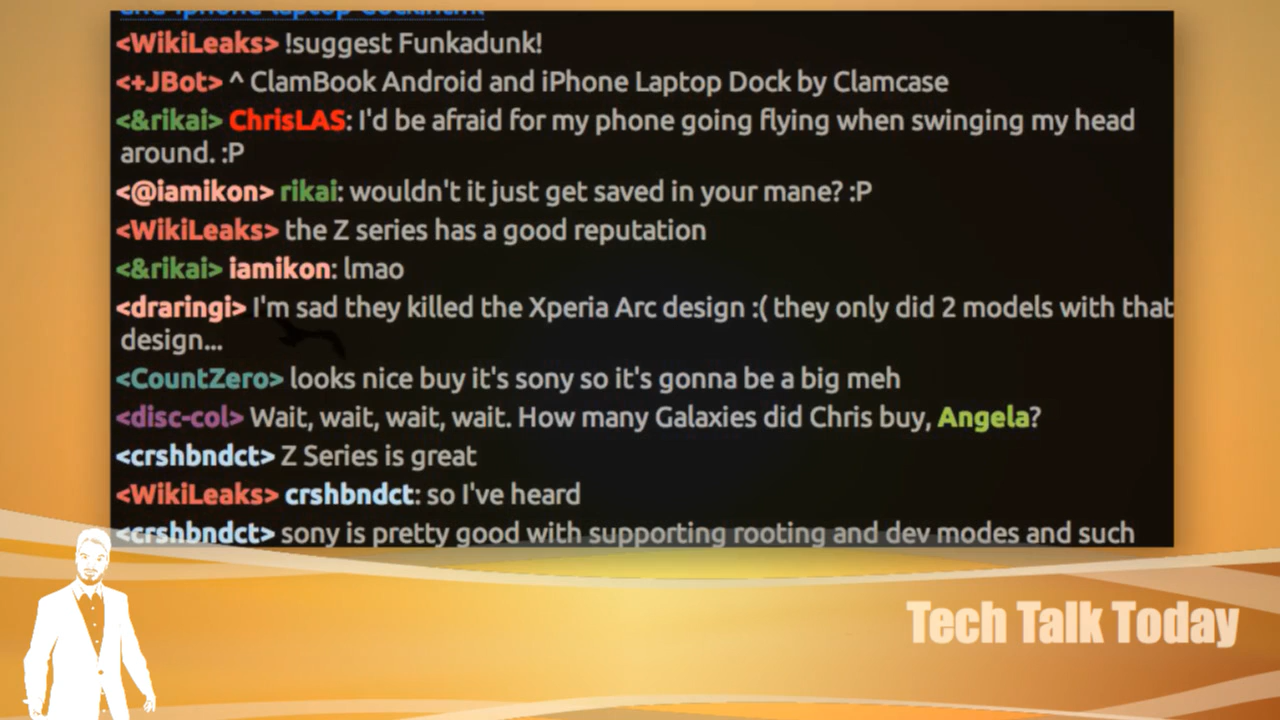 and iphone laptop dock.html
<WikiLeaks> !suggest Funkadunk!
<+JBot> ^ ClamBook Android and iPhone Laptop Dock by Clamcase
<&rikai> ChrisLAS: I'd be afraid for my phone going flying when swinging my head
around. :P
<@iamikon> rikai: wouldn't it just get saved in your mane? :P
<WikiLeaks> the Z series has a good reputation
<&rikai> iamikon: lmao
<draringi> I'm sad they killed the Xperia Arc design :( they only did 2 models with that
design...
<CountZero> looks nice buy it's sony so it's gonna be a big meh
<disc-col> Wait, wait, wait, wait. How many Galaxies did Chris buy, Angela?
<crshbndct> Z Series is great
<WikiLeaks> crshbndct: so I've heard
<crshbndct> sony is pretty good with supporting rooting and dev modes and such
Tech Talk Today